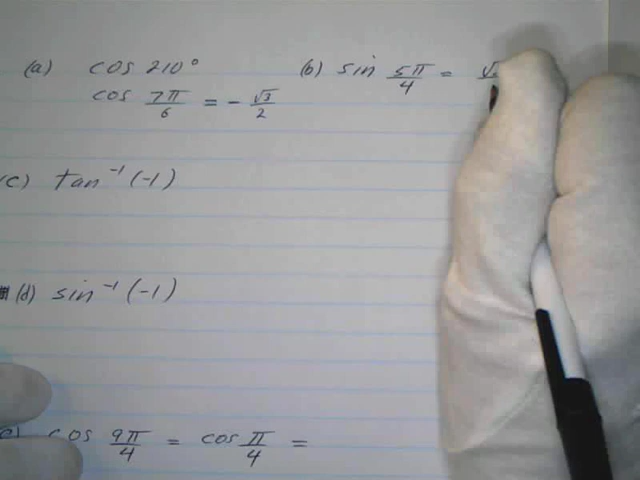 (a) cos 210° (b) sin 5π/4 = √
cos 7π/6 = - √3/2
(c) tan⁻¹ (-1)
(d) sin⁻¹ (-1)
cos 9π/4 = cos π/4 =